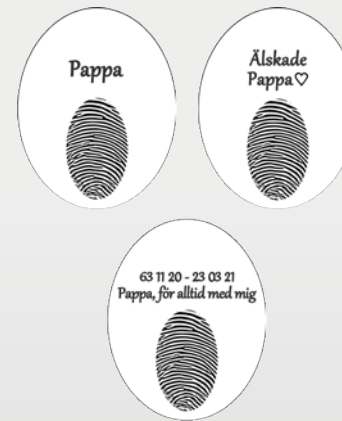 Pappa
Älskade
Pappa♡
63 11 20 - 23 03 21
Pappa, för alltid med mig